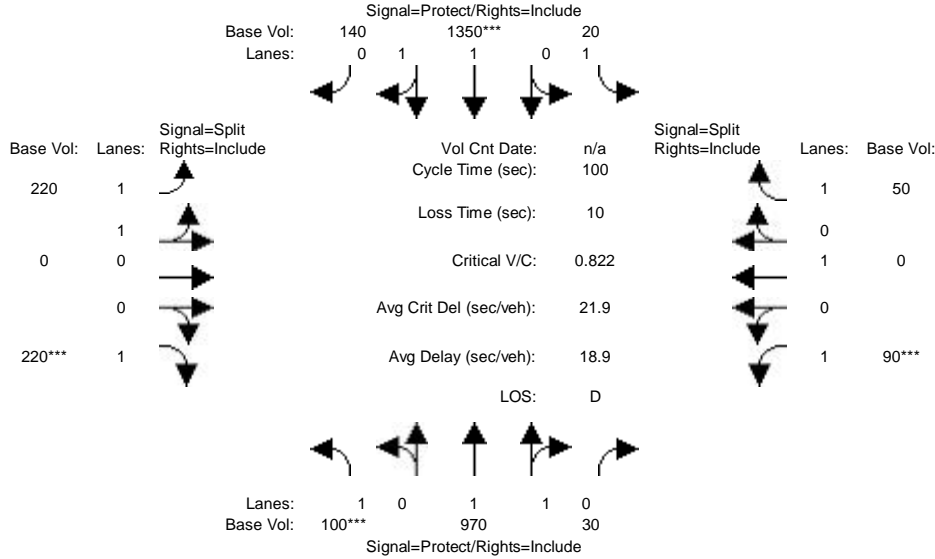 Signal=Protect/Rights=Include
Base Vol: 140 1350*** 20
Lanes: 0 1 1 0 1
Signal=Split Signal=Split
Base Vol: Lanes: Rights=Include Vol Cnt Date: n/a Rights=Include Lanes: Base Vol:
Cycle Time (sec): 100
220 1 1 50
Loss Time (sec): 10
1 0
0 0 Critical V/C: 0.822 1 0
0 Avg Crit Del (sec/veh): 21.9 0
220*** 1 Avg Delay (sec/veh): 18.9 1 90***
LOS: D
Lanes: 1 0 1 1 0
Base Vol: 100*** 970 30
Signal=Protect/Rights=Include